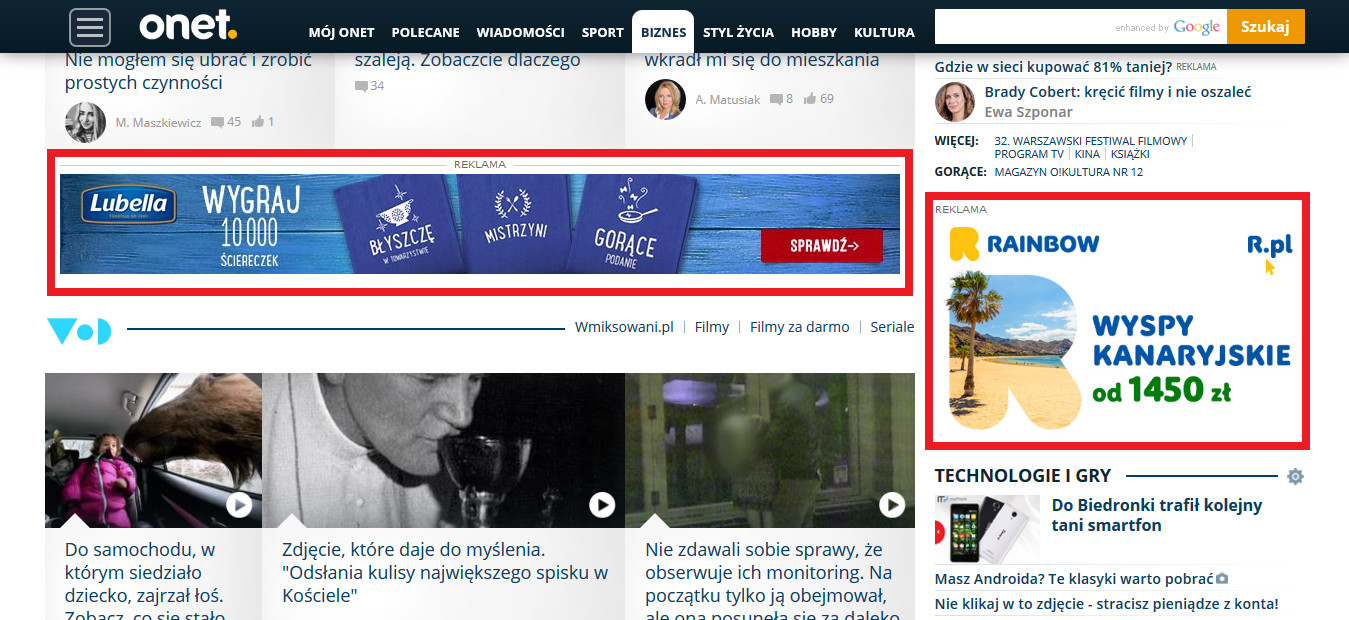 onet.
MÓJ ONET POLECANE WIADOMOŚCI SPORT BIZNES STYL ŻYCIA HOBBY KULTURA
enhanced by Google
Szukaj
Nie mogłem się ubrać i zrobić
prostych czynności
M. Maszkiewicz 45 1
szaleją. Zobaczcie dlaczego
34
wkradł mi się do mieszkania
A. Matusiak 8 69
REKLAMA
Lubella
WYGRAJ
10 000
ŚCIERECZEK
BŁYSZCZĘ
W TOWARZYSTWIE
MISTRZYNI
GORĄCE
PODANIE
SPRAWDŹ
VOD
Wmiksowani.pl | Filmy | Filmy za darmo | Seriale
Do samochodu, w
którym siedziało
dziecko, zajrzał łoś.
Zobacz, co się stało
Zdjęcie, które daje do myślenia.
"Odsłania kulisy największego spisku w
Kościele"
Nie zdawali sobie sprawy, że
obserwuje ich monitoring. Na
początku tylko ją obejmował,
ale ona posunęła się za daleko
Gdzie w sieci kupować 81% taniej? REKLAMA
Brady Cobert: kręcić filmy i nie oszaleć
Ewa Szponar
WIĘCEJ: 32. WARSZAWSKI FESTIWAL FILMOWY |
PROGRAM TV | KINA | KSIĄŻKI
GORĄCE: MAGAZYN O!KULTURA NR 12
REKLAMA
RAINBOW
R.pl
WYSPY
KANARYJSKIE
od 1450 zł
TECHNOLOGIE I GRY
Do Biedronki trafił kolejny
tani smartfon
Masz Androida? Te klasyki warto pobrać
Nie klikaj w to zdjęcie - stracisz pieniądze z konta!